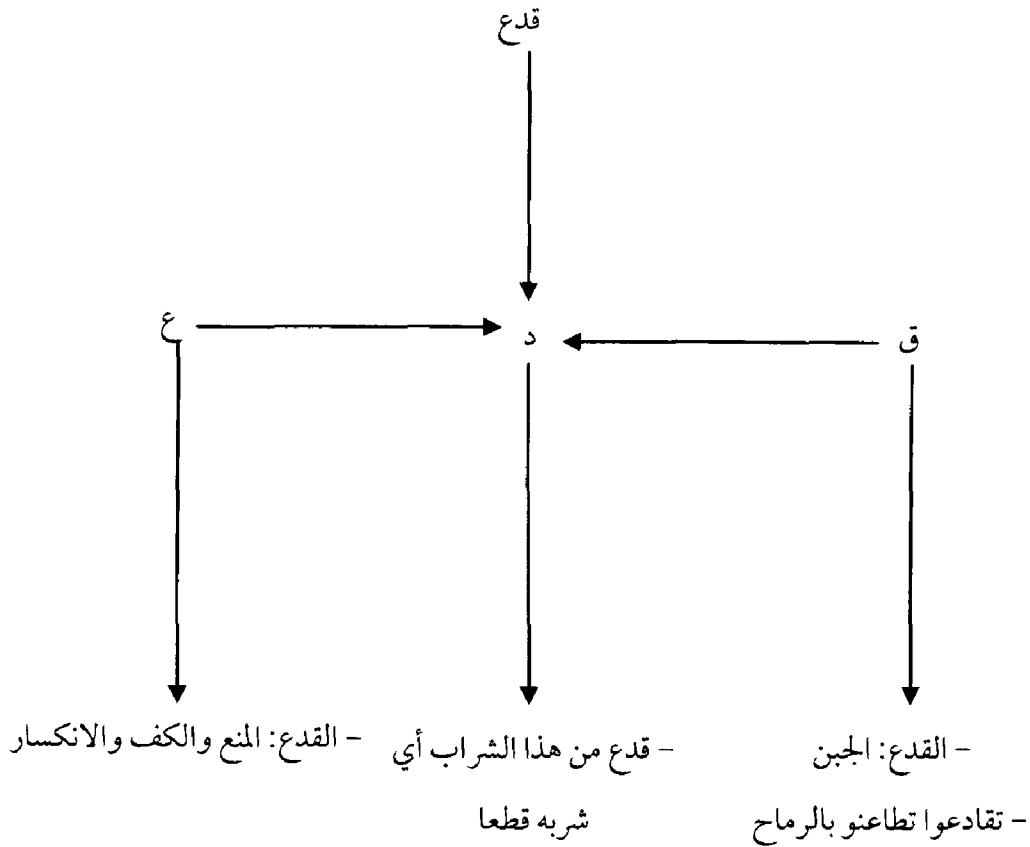 قدع
ق
د
ع
– القدع: الجبن
– تقادعوا تطاعنو بالرماح
– قدع من هذا الشراب أي
شربه قطعا
– القدع: المنع والكف والانكسار